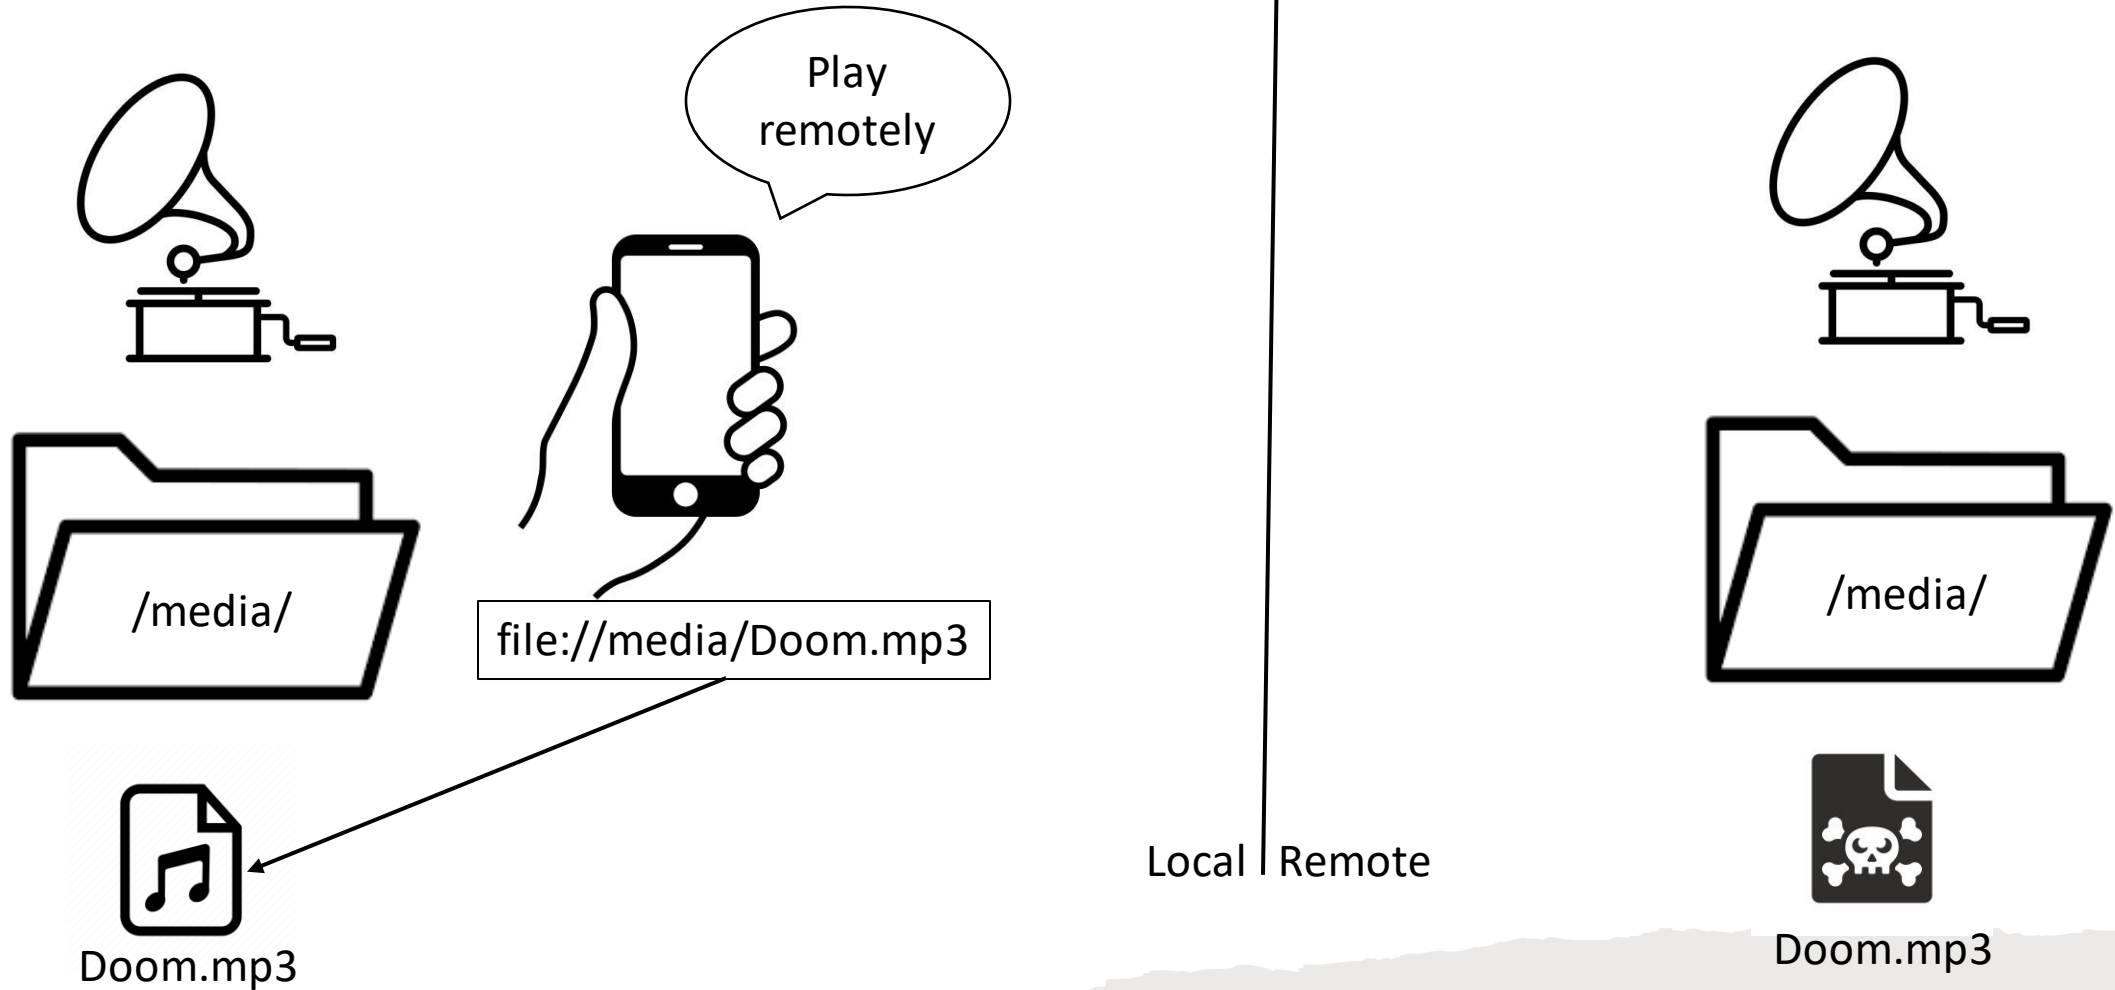 Play
remotely
/media/
file://media/Doom.mp3
Doom.mp3
Local
Remote
/media/
Doom.mp3